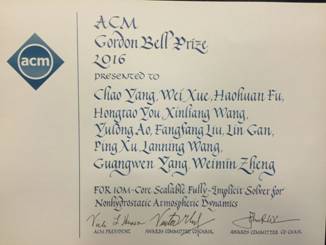 acm
ACM
Gordon Bell Prize
2016
PRESENTED TO
Chao Yang, Wei Xue, Haohuan Fu,
Hongtao You, Xinliang Wang,
Yulong Ao, Fangfang Liu, Lin Gan,
Ping Xu, Lanning Wang,
Guangwen Yang, Weimin Zheng
FOR 10M-Core Scalable Fully-Implicit Solver for
Nonhydrostatic Atmospheric Dynamics
ACM PRESIDENT AWARDS COMMITTEE CO-CHAIR AWARDS COMMITTEE CO-CHAIR